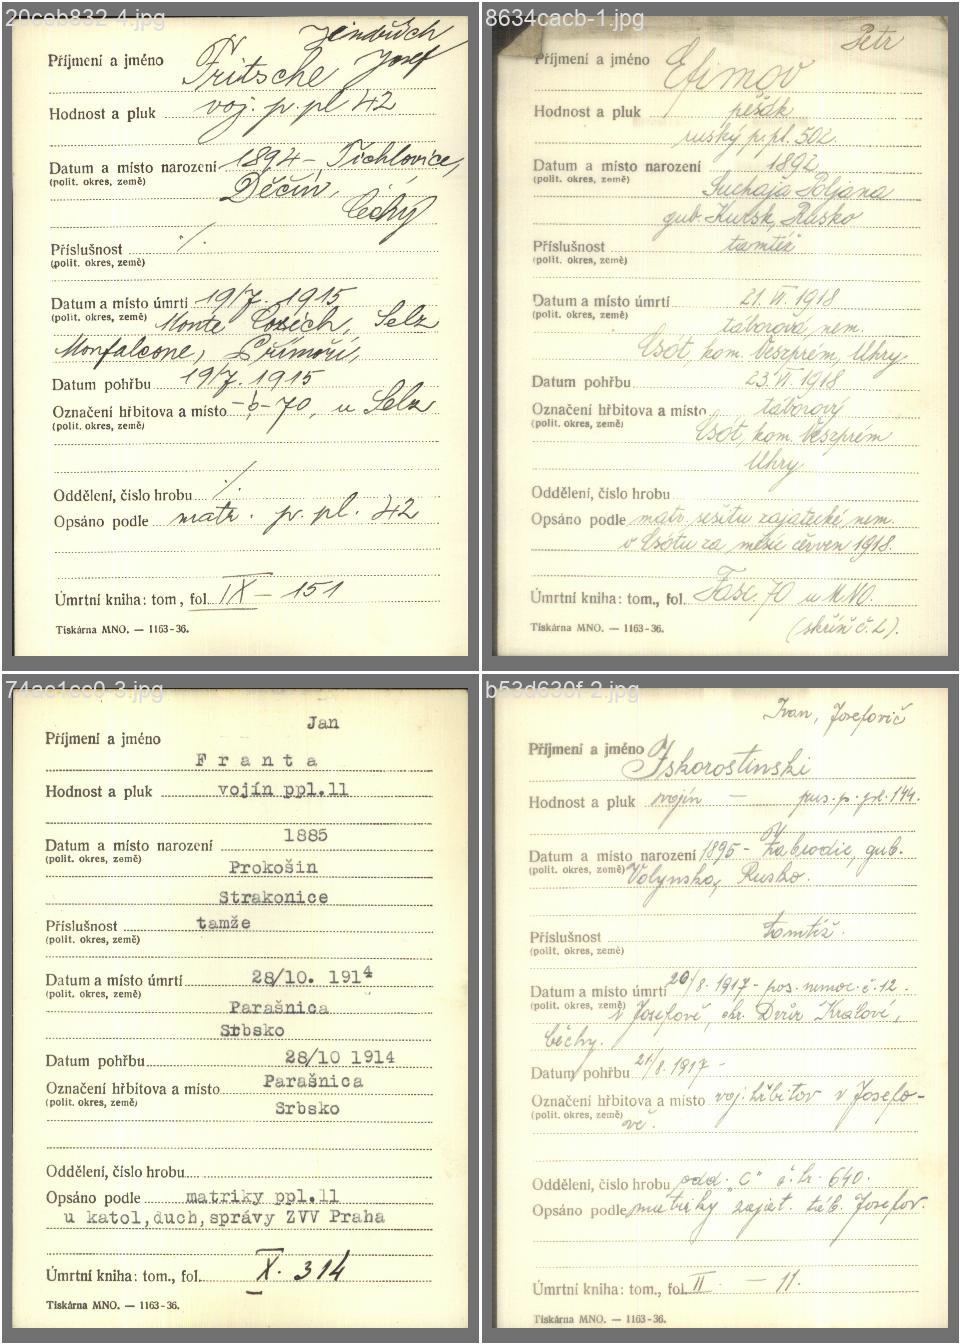 20ceb832-4.jpg
Jindřich
Příjmení a jméno Fritsche Josef
Hodnost a pluk voj. p. pl 42
Datum a místo narození 1894 - Těchlovice,
(polit. okres, země) Děčín,
Čechy
Příslušnost ./.
(polit. okres, země)
Datum a místo úmrtí 19/7. 1915
(polit. okres, země) Monte Cosich, Selz
Monfalcone, Přímoří,
Datum pohřbu 19/7. 1915
Označení hřbitova a místo -b- 70, u Selz
(polit. okres, země)
Oddělení, číslo hrobu ./.
Opsáno podle matr. p. pl. 42
Úmrtní kniha: tom, fol. IX - 151
Tiskárna MNO. — 1163-36.
8634cacb-1.jpg
Petr
Příjmení a jméno Efimov
Hodnost a pluk pěšák
ruský p. pl. 502.
Datum a místo narození 1892,
(polit. okres, země) Suchaja Poljana
gub. Kursk, Rusko
Příslušnost tamtéž
(polit. okres, země)
Datum a místo úmrtí 21. VI. 1918
(polit. okres, země) táborová nem.
Csót, kom. Veszprém, Uhry
Datum pohřbu 23. VI. 1918
Označení hřbitova a místo táborový
(polit. okres, země) Csót, kom. Veszprém
Uhry
Oddělení, číslo hrobu
Opsáno podle matr. sešitu zajatecké nem.
v Csótu za měsíc červen 1918.
Úmrtní kniha: tom., fol. Fasc. 70 u MNO.
Tiskárna MNO. — 1163-36. (skříň č. 2).
74ac1cc0-3.jpg
Jan
Příjmení a jméno
Franta
Hodnost a pluk vojín ppl.11
1885
Datum a místo narození
(polit. okres, země) Prokošin
Strakonice
Příslušnost tamže
(polit. okres, země)
Datum a místo úmrtí 28/10. 1914
(polit. okres, země)
Parašnica
Srbsko
Datum pohřbu 28/10 1914
Označení hřbitova a místo Parašnica
(polit. okres, země) Srbsko
Oddělení, číslo hrobu
Opsáno podle matriky ppl.11
u katol,duch,správy ZVV Praha
Úmrtní kniha: tom., fol. X. 314
Tiskárna MNO. — 1163-36.
b53d630f-2.jpg
Ivan, Josefovič
Příjmení a jméno Iskorostinski
Hodnost a pluk vojín — rus. p. pl. 144.
Datum a místo narození 1895 - Zabrodie, gub.
(polit. okres, země) Volynska, Rusko.
Příslušnost tamtéž.
(polit. okres, země)
Datum a místo úmrtí 20/8. 1917 - pos. nemoc. č. 12.
(polit. okres, země) v Josefově, okr. Dvůr Králové,
Čechy.
Datum pohřbu 21/8. 1917 -
Označení hřbitova a místo voj. hřbitov v Josefo-
(polit. okres, země) vě.
Oddělení, číslo hrobu odd. „C“ č. hr. 640.
Opsáno podle matriky zajat. táb. Josefov.
Úmrtní kniha: tom., fol. II — 11.
Tiskárna MNO. — 1163-36.